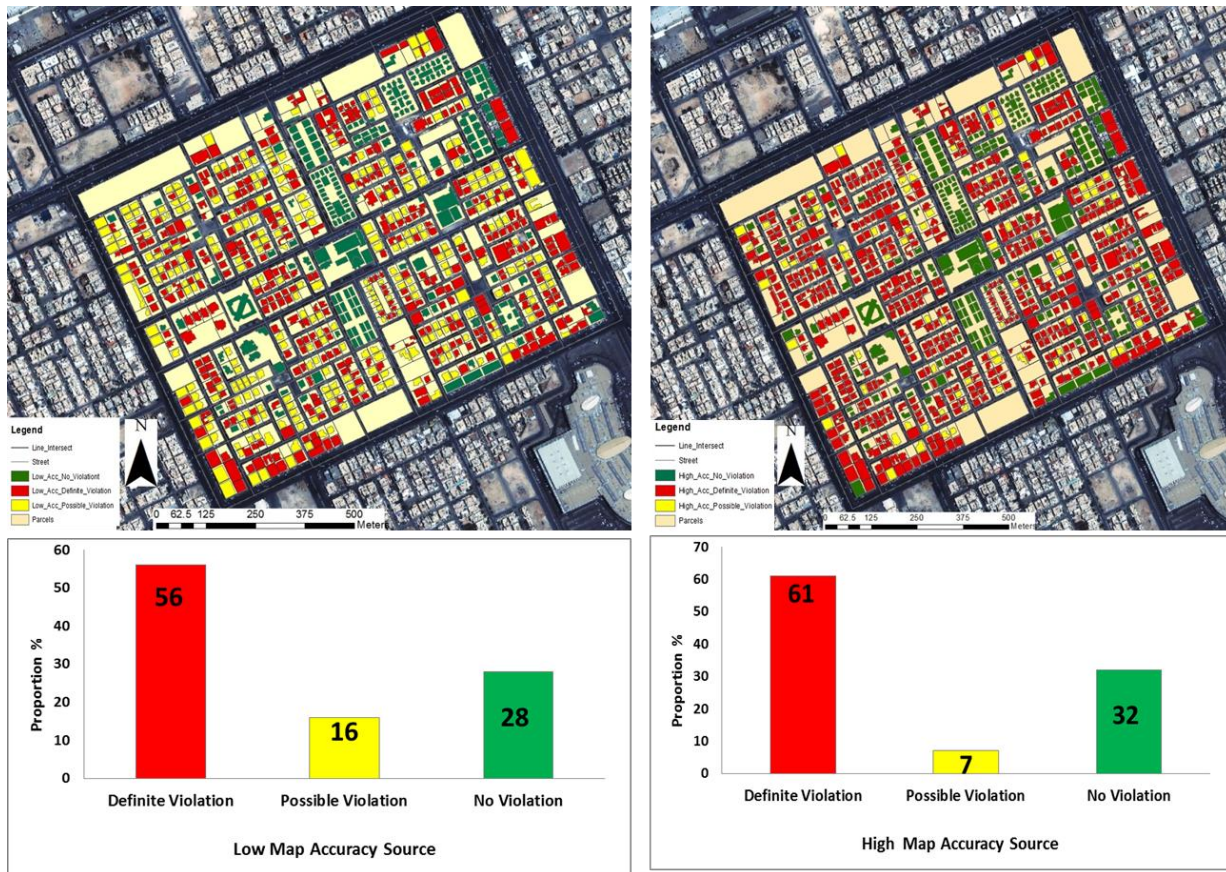 N
Legend
Line_Intersect
Street
Low_Acc_No_Violationt
Low_Acc_Definite_Violation
Low_Acc_Possible_Violation
Parcels
0 62.5 125 250 375 500
Meters
N
Legend
Line_Intersect
Street
High_Acc_No_Violation
High_Acc_Definite_Violation
High_Acc_Possible_Violation
Parcels
0 62.5 125 250 375 500
Meters
Proportion %
60
50
40
30
20
10
0
56
16
28
Definite Violation Possible Violation No Violation
Low Map Accuracy Source
Proportion %
70
60
50
40
30
20
10
0
61
7
32
Definite Violation Possible Violation No Violation
High Map Accuracy Source